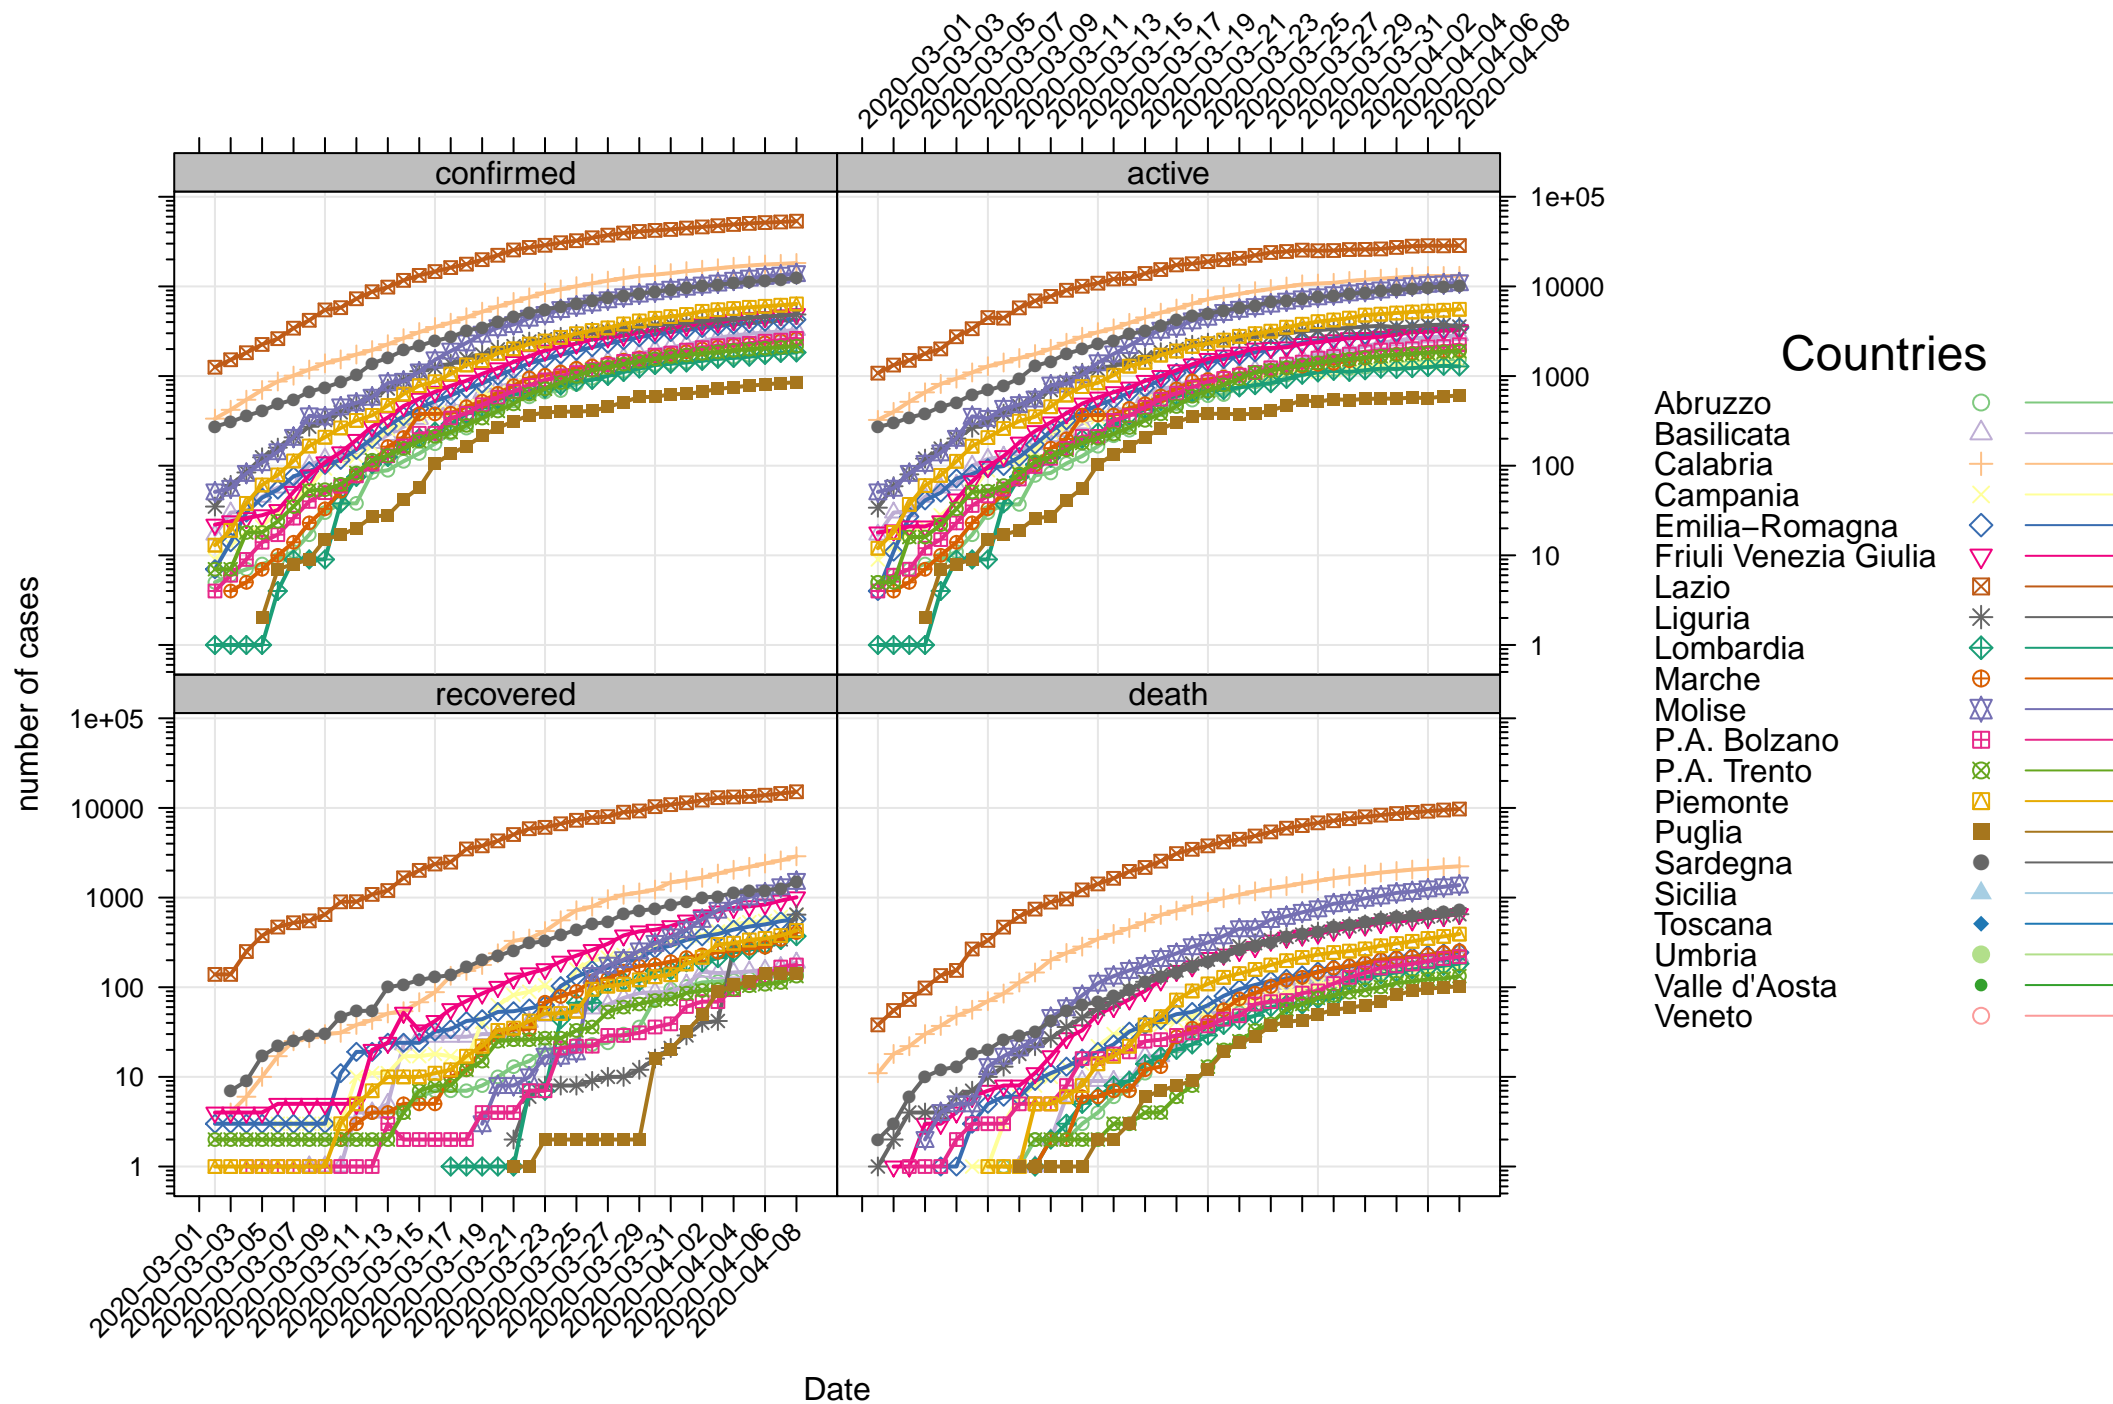 2020−03−01
2020−03−03
2020−03−05
2020−03−07
2020−03−09
2020−03−11
2020−03−13
2020−03−15
2020−03−17
2020−03−19
2020−03−21
2020−03−23
2020−03−25
2020−03−27
2020−03−29
2020−03−31
2020−04−02
2020−04−04
2020−04−06
2020−04−08
confirmed
active
1e+05
10000
1000
100
10
1
number of cases
recovered
death
1e+05
10000
1000
100
10
1
2020−03−01
2020−03−03
2020−03−05
2020−03−07
2020−03−09
2020−03−11
2020−03−13
2020−03−15
2020−03−17
2020−03−19
2020−03−21
2020−03−23
2020−03−25
2020−03−27
2020−03−29
2020−03−31
2020−04−02
2020−04−04
2020−04−06
2020−04−08
Date
Countries
Abruzzo
Basilicata
Calabria
Campania
Emilia−Romagna
Friuli Venezia Giulia
Lazio
Liguria
Lombardia
Marche
Molise
P.A. Bolzano
P.A. Trento
Piemonte
Puglia
Sardegna
Sicilia
Toscana
Umbria
Valle d'Aosta
Veneto